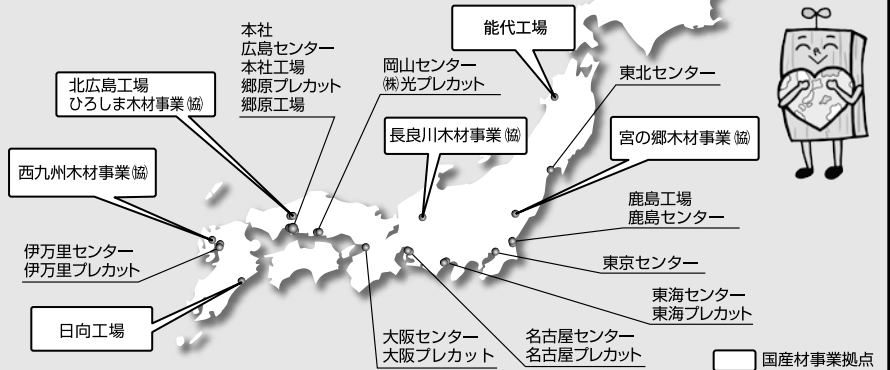 本社
広島センター
本社工場
郷原プレカット
郷原工場
岡山センター
㈱光プレカット
能代工場
東北センター
北広島工場
ひろしま木材事業㈿
長良川木材事業㈿
宮の郷木材事業㈿
西九州木材事業㈿
鹿島工場
鹿島センター
伊万里センター
伊万里プレカット
東京センター
東海センター
東海プレカット
日向工場
大阪センター
大阪プレカット
名古屋センター
名古屋プレカット
国産材事業拠点